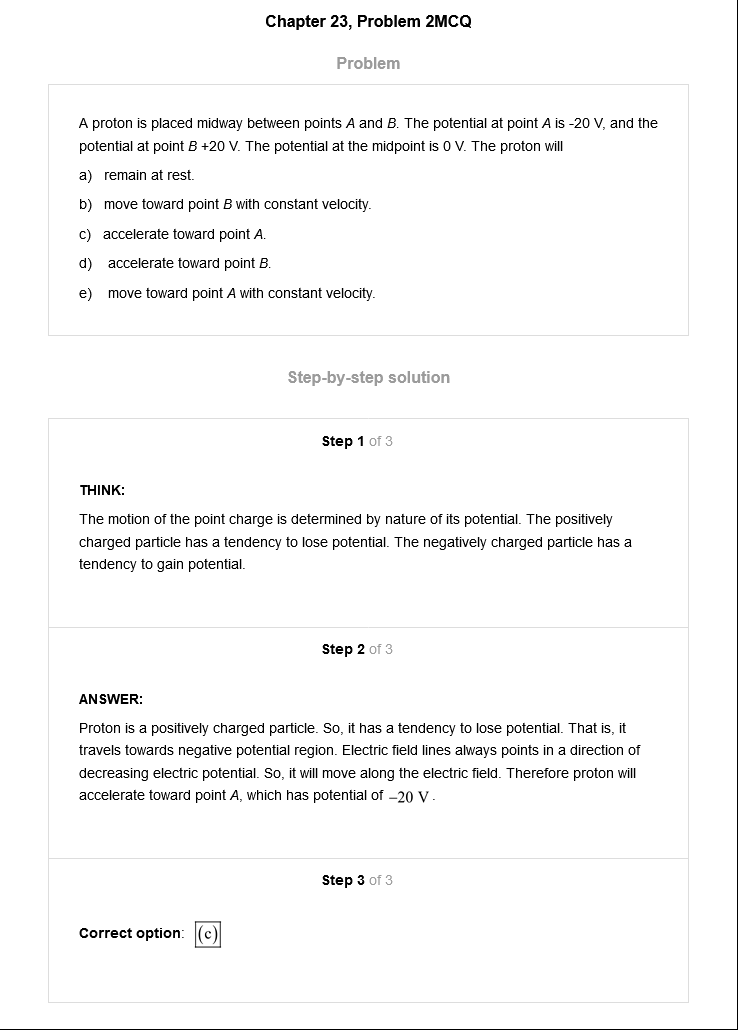 Chapter 23, Problem 2MCQ
Problem
A proton is placed midway between points A and B. The potential at point A is -20 V, and the
potential at point B +20 V. The potential at the midpoint is 0 V. The proton will
a) remain at rest.
b) move toward point B with constant velocity.
c) accelerate toward point A.
d) accelerate toward point B.
e) move toward point A with constant velocity.
Step-by-step solution
Step 1 of 3
THINK:
The motion of the point charge is determined by nature of its potential. The positively
charged particle has a tendency to lose potential. The negatively charged particle has a
tendency to gain potential.
Step 2 of 3
ANSWER:
Proton is a positively charged particle. So, it has a tendency to lose potential. That is, it
travels towards negative potential region. Electric field lines always points in a direction of
decreasing electric potential. So, it will move along the electric field. Therefore proton will
accelerate toward point A, which has potential of −20 V.
Step 3 of 3
Correct option: (c)